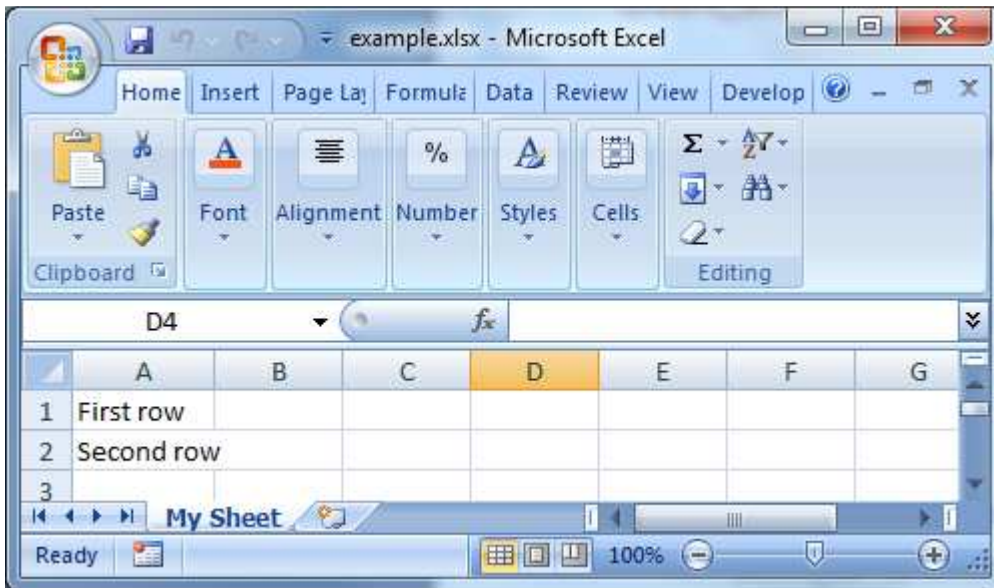 example.xlsx - Microsoft Excel
Home Insert Page Lay Formula Data Review View Develop
Paste Font Alignment Number Styles Cells
Clipboard Editing
D4 fx
A B C D E F G
1 First row
2 Second row
3
My Sheet
Ready 100%